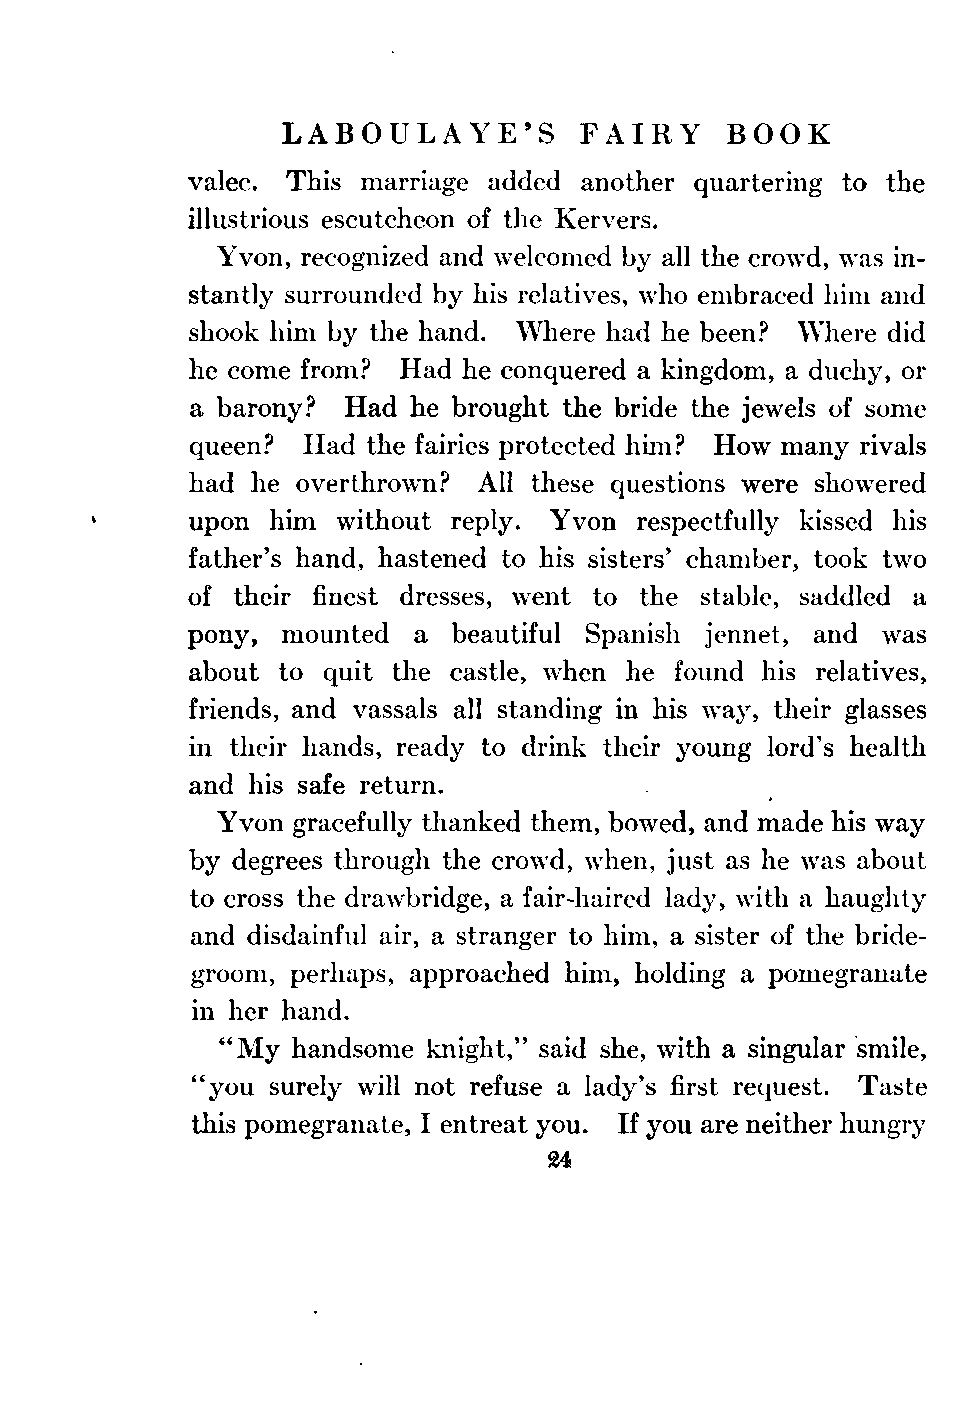 LABOULAYE'S FAIRY BOOK
valec. This marriage added another quartering to the
illustrious escutcheon of the Kervers.
Yvon, recognized and welcomed by all the crowd, was in-
stantly surrounded by his relatives, who embraced him and
shook him by the hand. Where had he been? Where did
he come from? Had he conquered a kingdom, a duchy, or
a barony? Had he brought the bride the jewels of some
queen? Had the fairies protected him? How many rivals
had he overthrown? All these questions were showered
upon him without reply. Yvon respectfully kissed his
father's hand, hastened to his sisters' chamber, took two
of their finest dresses, went to the stable, saddled a
pony, mounted a beautiful Spanish jennet, and was
about to quit the castle, when he found his relatives,
friends, and vassals all standing in his way, their glasses
in their hands, ready to drink their young lord's health
and his safe return.
Yvon gracefully thanked them, bowed, and made his way
by degrees through the crowd, when, just as he was about
to cross the drawbridge, a fair-haired lady, with a haughty
and disdainful air, a stranger to him, a sister of the bride-
groom, perhaps, approached him, holding a pomegranate
in her hand.
"My handsome knight," said she, with a singular smile,
"you surely will not refuse a lady's first request. Taste
this pomegranate, I entreat you. If you are neither hungry
24